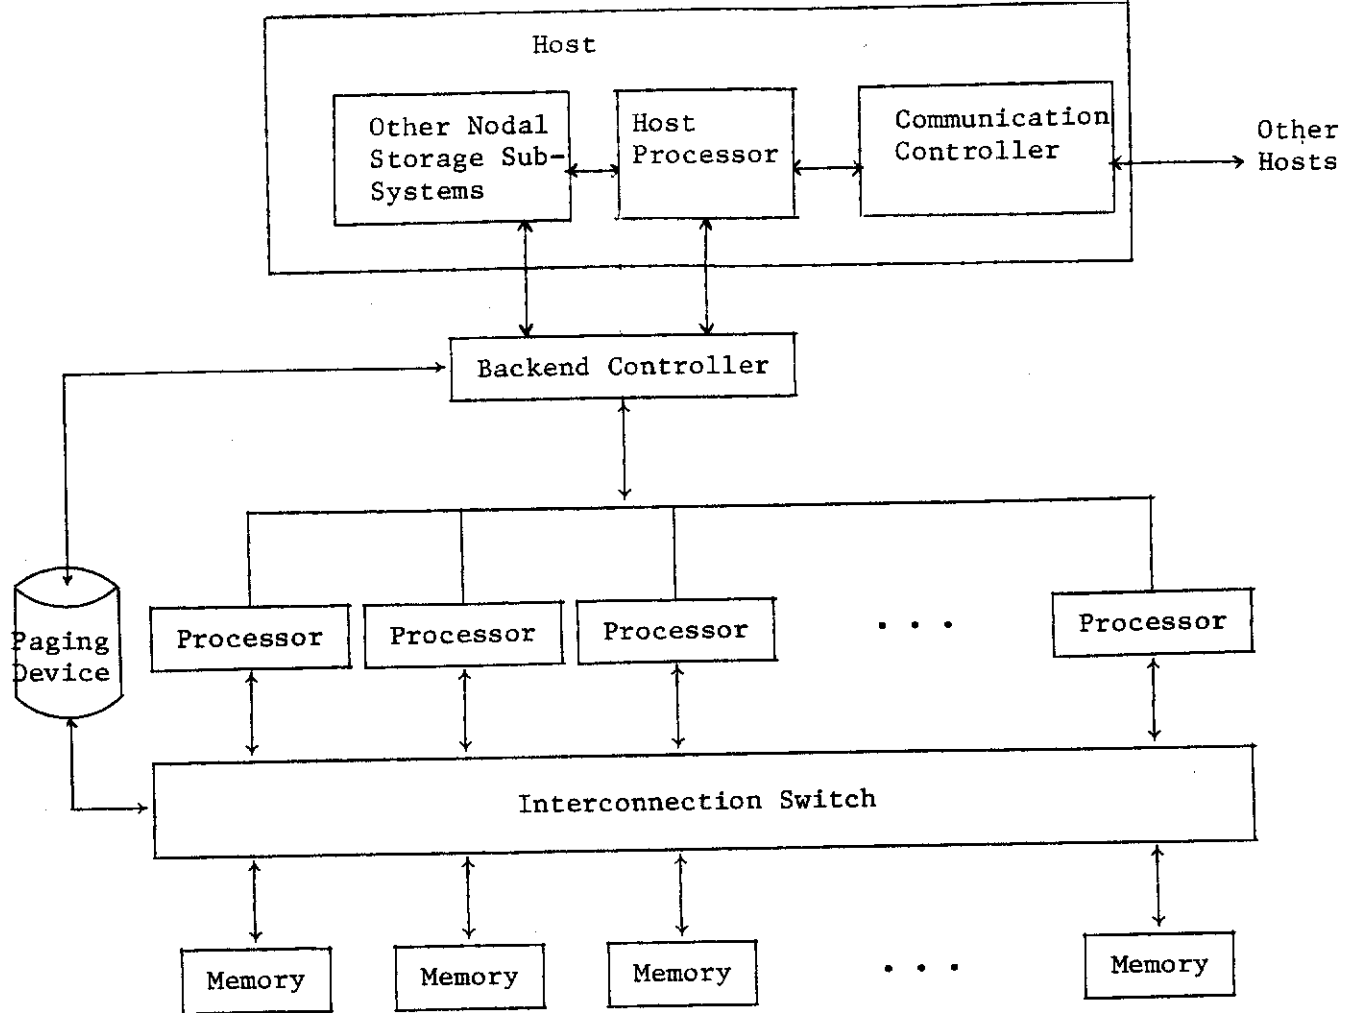 Host
Other Nodal
Storage Sub-
Systems
Host
Processor
Communication
Controller
Other
Hosts
Backend Controller
Paging
Device
Processor
Processor
Processor
. . .
Processor
Interconnection Switch
Memory
Memory
Memory
. . .
Memory